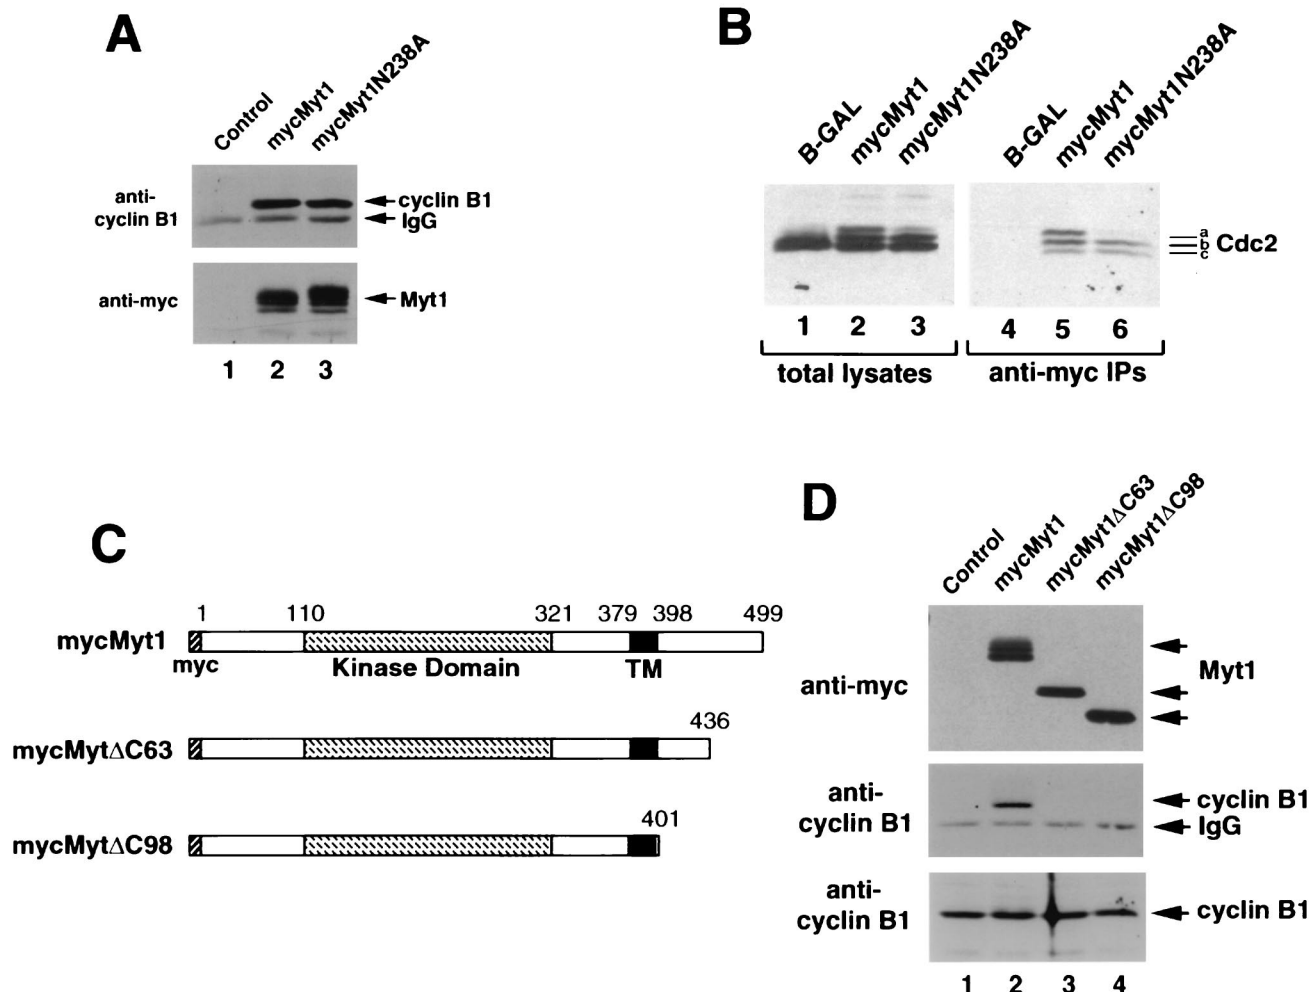 A
Control
mycMyt1
mycMyt1N238A
anti-
cyclin B1
cyclin B1
IgG
anti-myc
Myt1
1 2 3
B
B-GAL
mycMyt1
mycMyt1N238A
B-GAL
mycMyt1
mycMyt1N238A
a
b
c
Cdc2
1 2 3 4 5 6
total lysates
anti-myc IPs
C
1 110 321 379 398 499
mycMyt1
myc
Kinase Domain
TM
436
mycMytΔC63
401
mycMytΔC98
D
Control
mycMyt1
mycMyt1ΔC63
mycMyt1ΔC98
anti-myc
Myt1
anti-
cyclin B1
cyclin B1
IgG
anti-
cyclin B1
cyclin B1
1 2 3 4